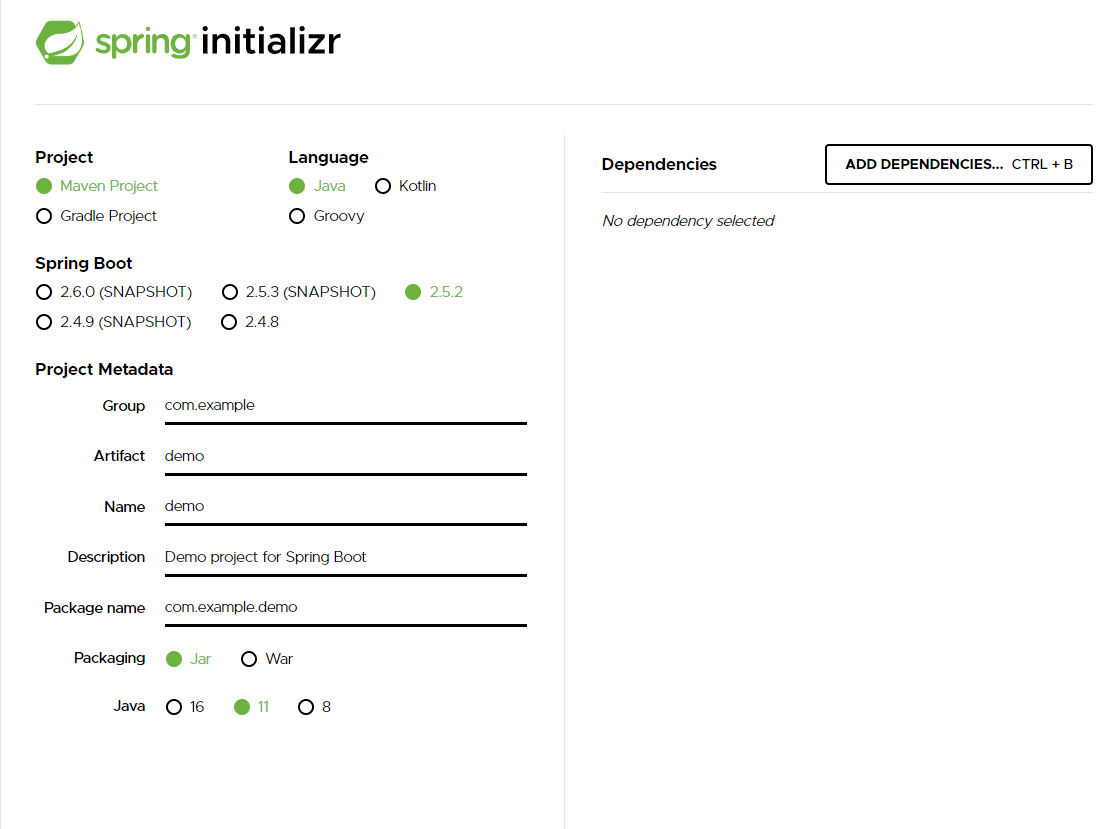 spring initializr
Project
Maven Project
Gradle Project
Language
Java Kotlin
Groovy
Spring Boot
2.6.0 (SNAPSHOT) 2.5.3 (SNAPSHOT) 2.5.2
2.4.9 (SNAPSHOT) 2.4.8
Project Metadata
Group com.example
Artifact demo
Name demo
Description Demo project for Spring Boot
Package name com.example.demo
Packaging Jar War
Java 16 11 8
Dependencies ADD DEPENDENCIES... CTRL + B
No dependency selected